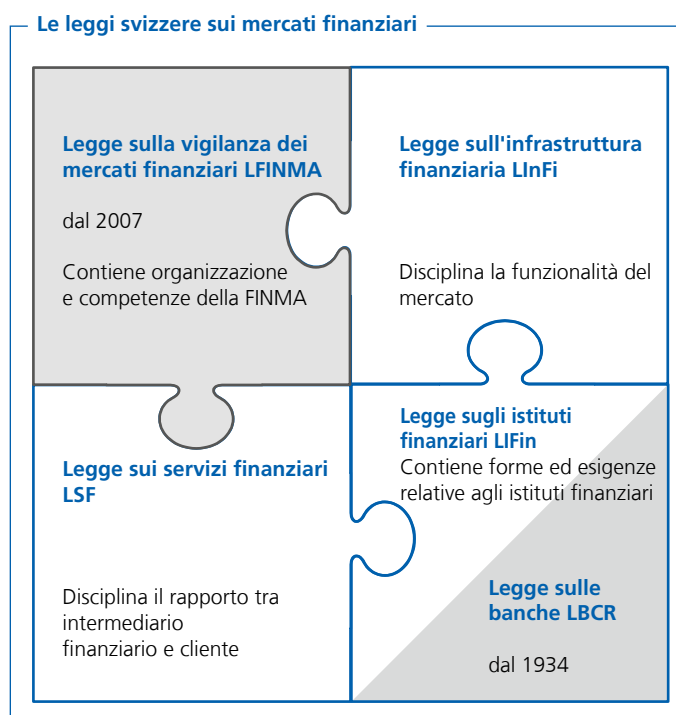 Le leggi svizzere sui mercati finanziari
Legge sulla vigilanza dei
mercati finanziari LFINMA
dal 2007
Contiene organizzazione
e competenze della FINMA
Legge sull'infrastruttura
finanziaria LInFi
Disciplina la funzionalità del
mercato
Legge sui servizi finanziari
LSF
Disciplina il rapporto tra
intermediario
finanziario e cliente
Legge sugli istituti
finanziari LIFin
Contiene forme ed esigenze
relative agli istituti finanziari
Legge sulle
banche LBCR
dal 1934